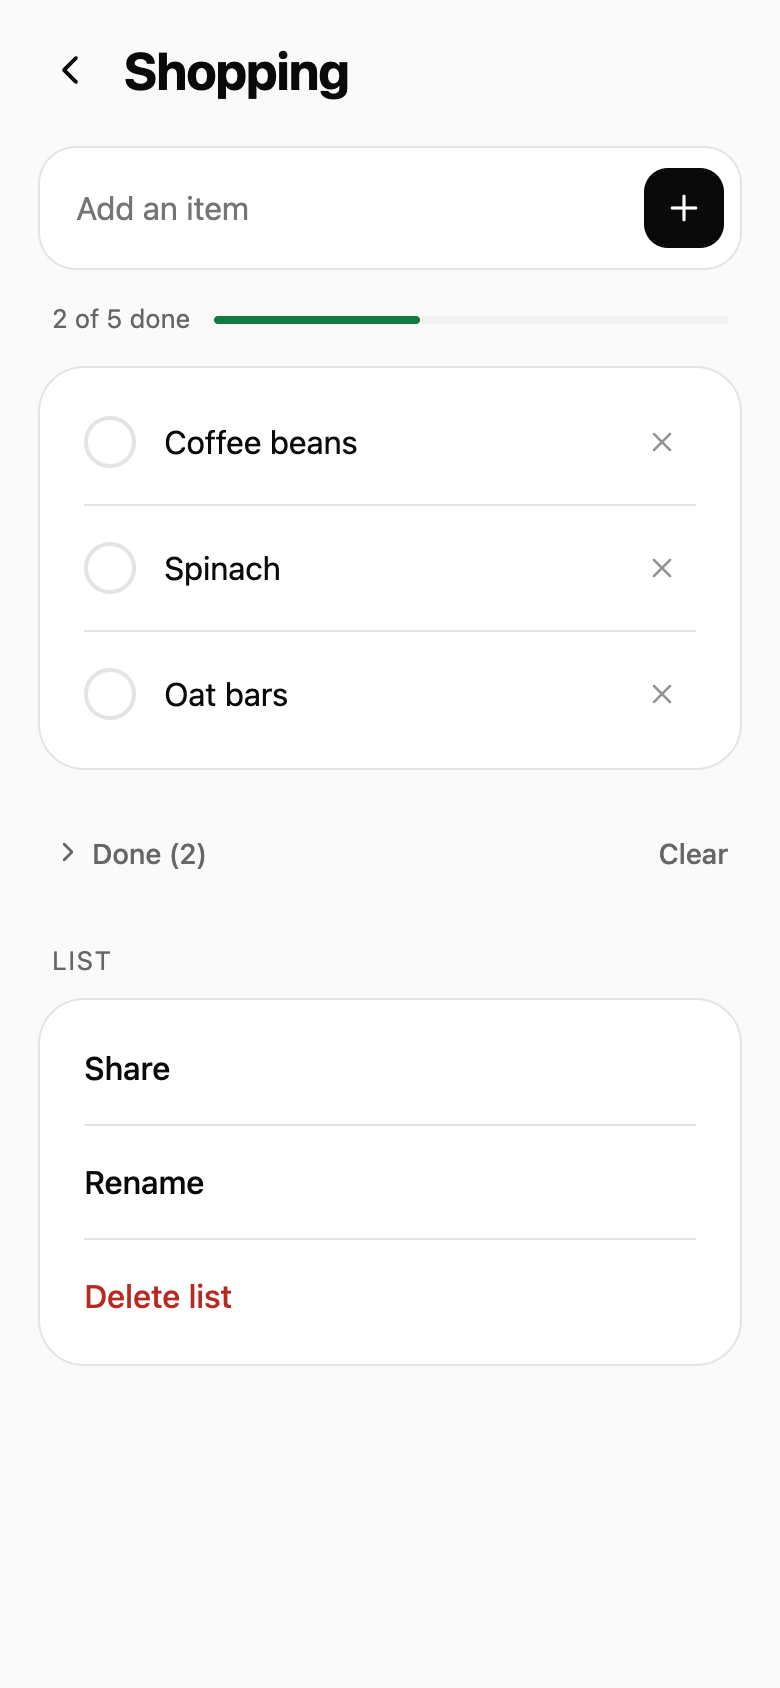 Shopping
Add an item
2 of 5 done
Coffee beans
Spinach
Oat bars
Done (2) Clear
LIST
Share
Rename
Delete list